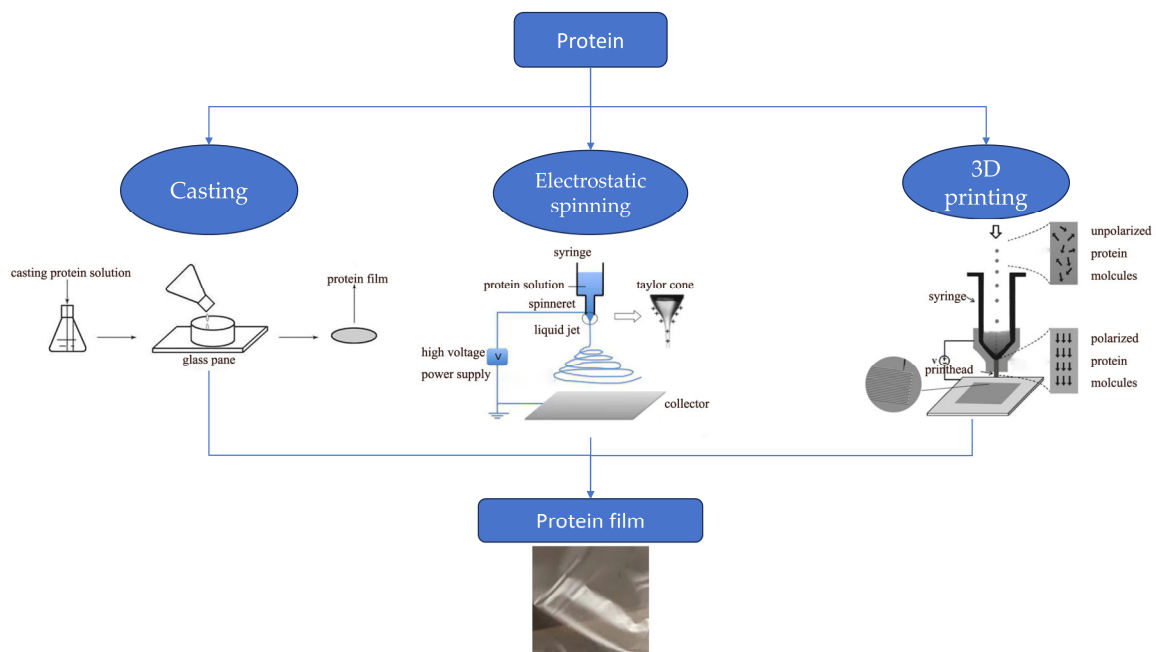 Protein
Casting
Electrostatic
spinning
3D
printing
casting protein solution
glass pane
protein film
syringe
protein solution
spinneret
liquid jet
taylor cone
high voltage
power supply
V
collector
unpolarized
protein
molcules
syringe
v
printhead
polarized
protein
molcules
Protein film